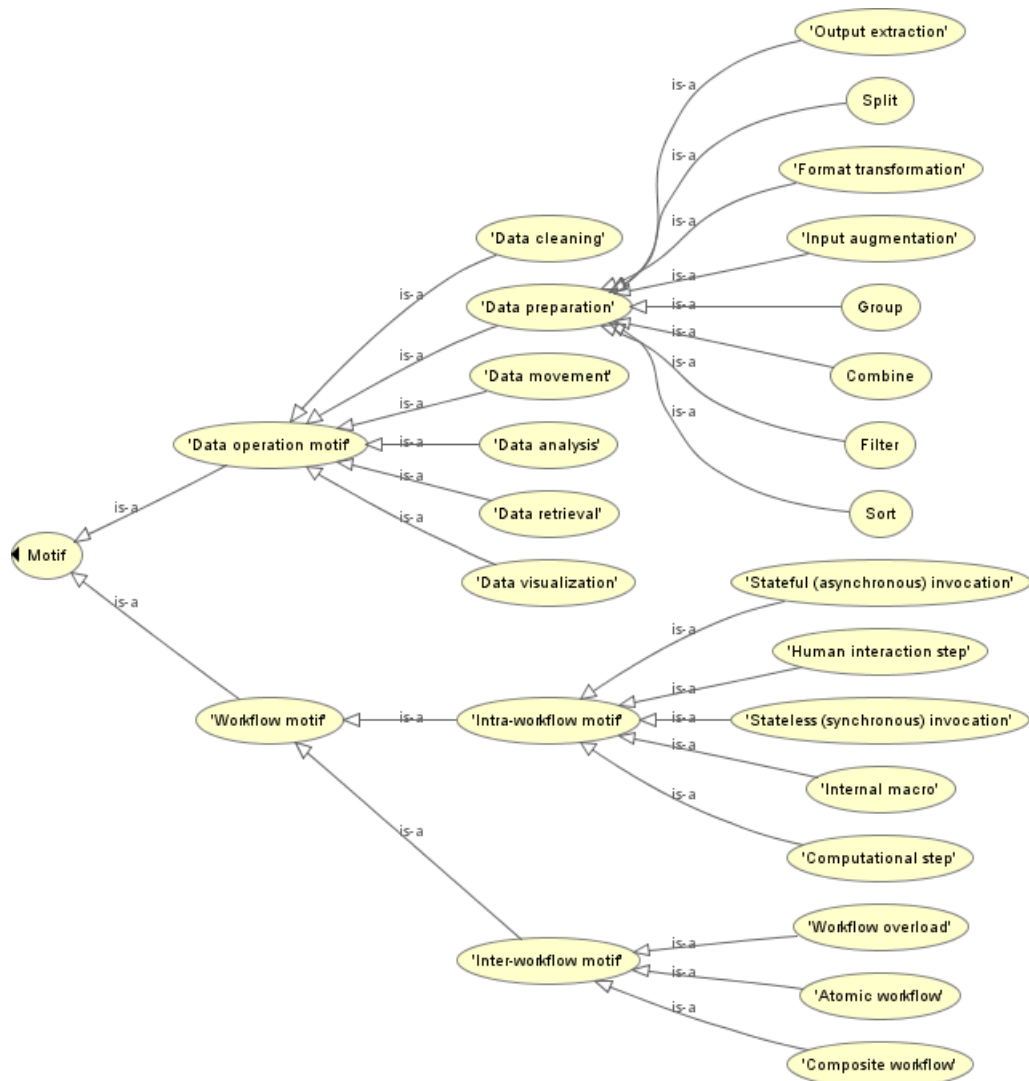 'Output extraction'
is-a
Split
is-a
'Format transformation'
is-a
'Data cleaning'
'Input augmentation'
is-a
is-a
'Data preparation'
is-a
Group
is-a
is-a
'Data movement'
Combine
is-a
is-a
is-a
'Data operation motif'
is-a
'Data analysis'
Filter
is-a
is-a
'Data retrieval'
Sort
is-a
is-a
Motif
'Data visualization'
'Stateful (asynchronous) invocation'
is-a
is-a
'Human interaction step'
is-a
'Workflow motif'
is-a
'Intra-workflow motif'
is-a
'Stateless (synchronous) invocation'
is-a
'Internal macro'
is-a
is-a
'Computational step'
'Workflow overload'
is-a
'Inter-workflow motif'
is-a
'Atomic workflow'
is-a
'Composite workflow'